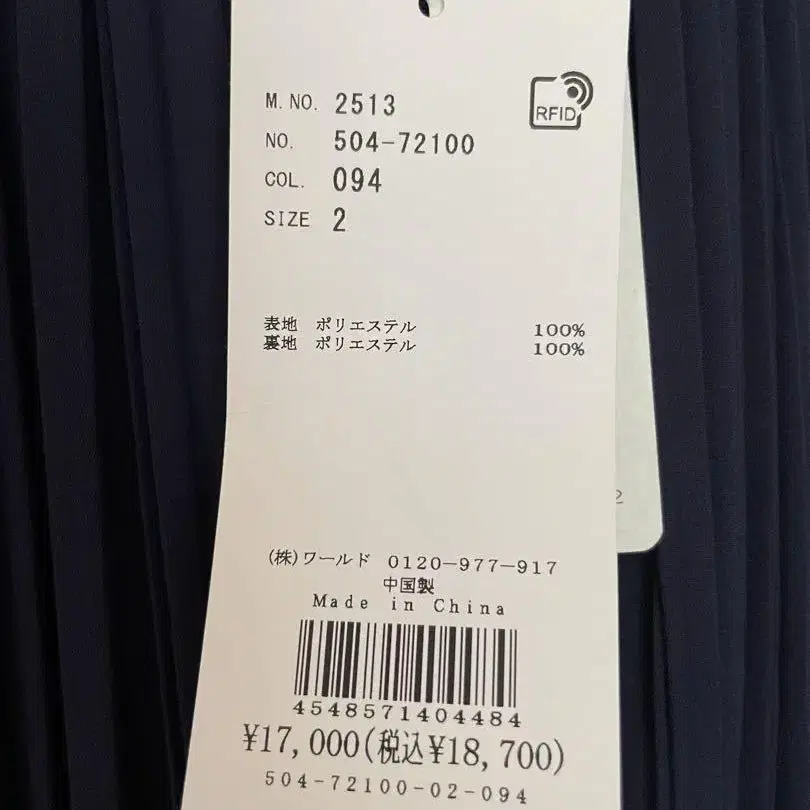 RFID
M.NO. 2513
NO. 504-72100
COL. 094
SIZE 2
表地 ポリエステル 100%
裏地 ポリエステル 100%
2
(株)ワールド 0120-977-917
中国製
Made in China
4548571404484
¥17,000(税込¥18,700)
504-72100-02-094